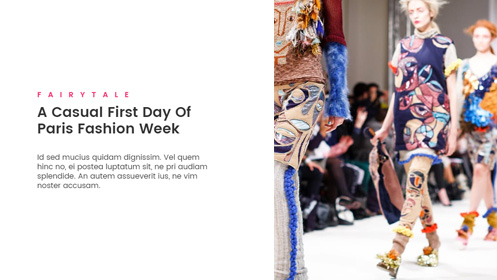 FAIRYTALE
A Casual First Day Of
Paris Fashion Week
Id sed mucius quidam dignissim. Vel quem
hinc no, ei postea luptatum sit, ne pri audiam
splendide. An autem assueverit ius, ne vim
noster accusam.